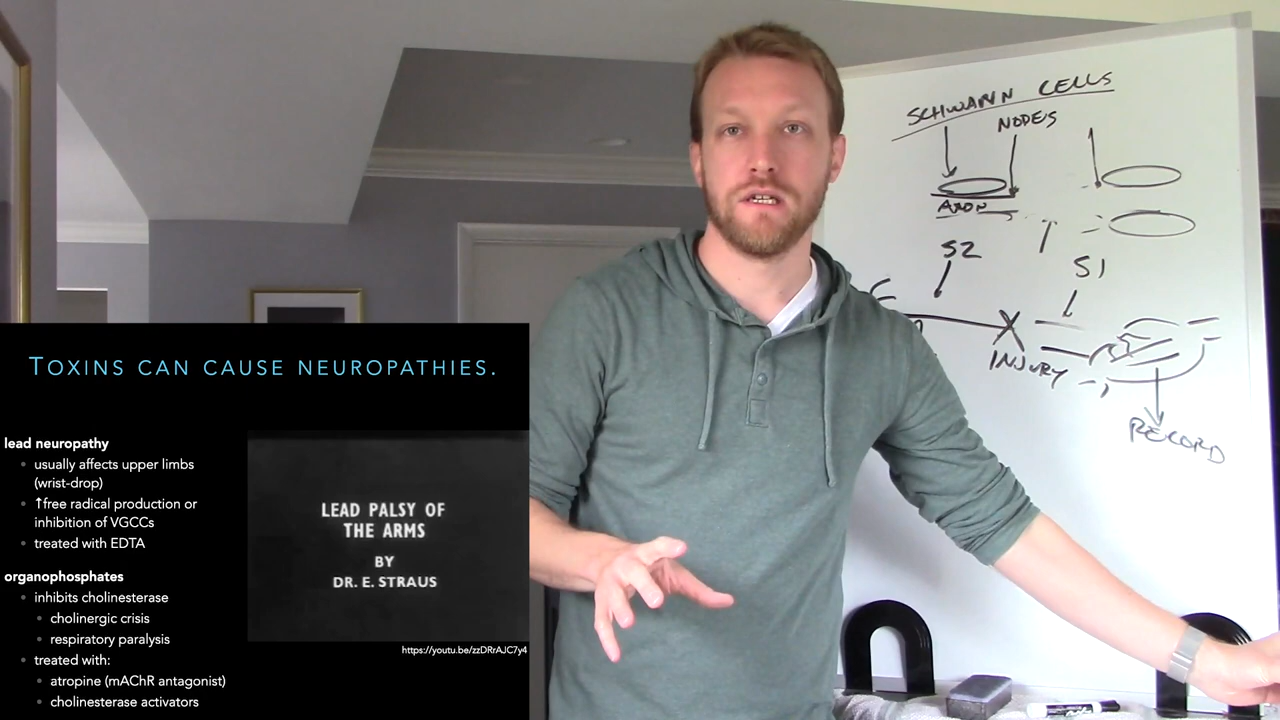 TOXINS CAN CAUSE NEUROPATHIES.
lead neuropathy
usually affects upper limbs
(wrist-drop)
↑free radical production or
inhibition of VGCCs
treated with EDTA
organophosphates
inhibits cholinesterase
cholinergic crisis
respiratory paralysis
treated with:
atropine (mAChR antagonist)
cholinesterase activators
LEAD PALSY OF
THE ARMS
BY
DR. E. STRAUS
https://youtu.be/zzDRrAJC7y4
SCHWANN CELLS
NODES
AXON
S2
S1
INJURY
RECORD